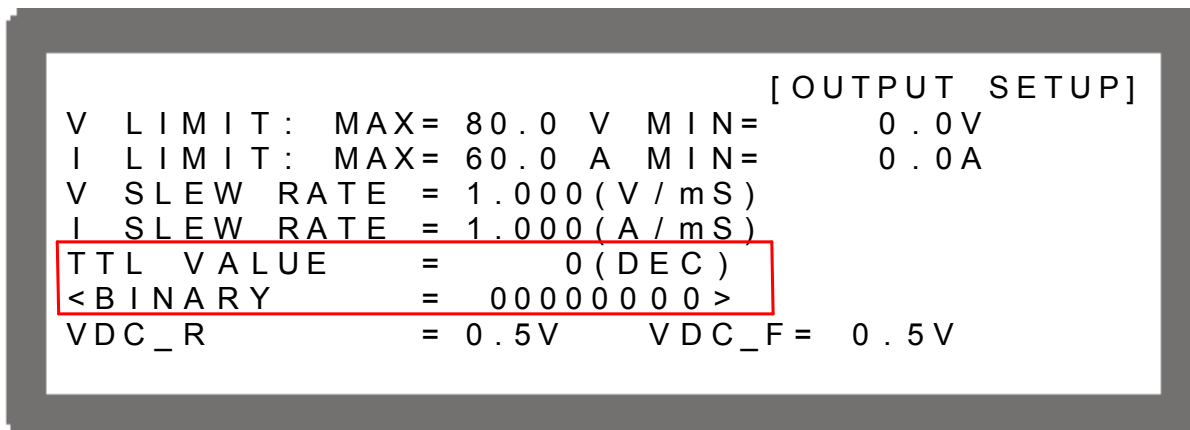 [OUTPUT SETUP]
V LIMIT: MAX= 80.0 V MIN= 0.0V
I LIMIT: MAX= 60.0 A MIN= 0.0A
V SLEW RATE = 1.000(V/mS)
I SLEW RATE = 1.000(A/mS)
TTL VALUE = 0(DEC)
<BINARY = 00000000>
VDC_R = 0.5V VDC_F= 0.5V